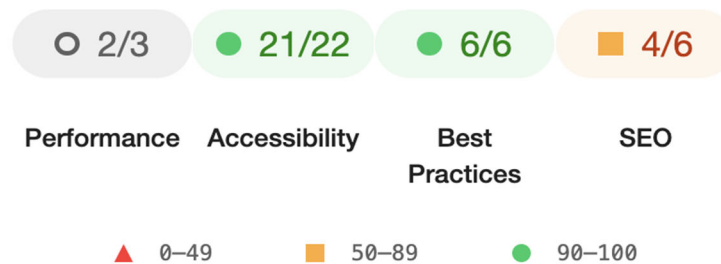 2/3 21/22 6/6 4/6
Performance Accessibility Best Practices SEO
0–49 50–89 90–100